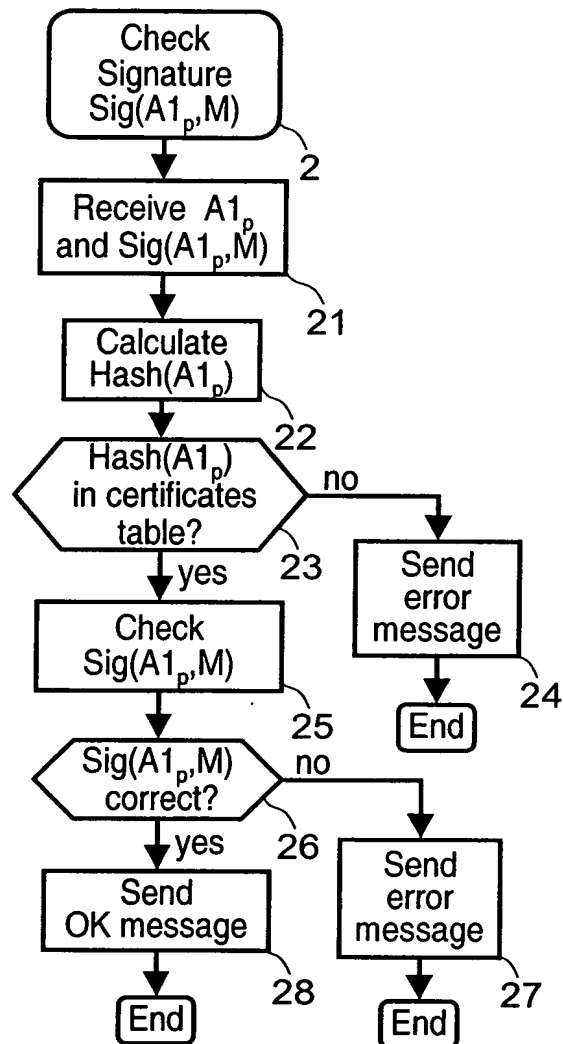 Check
Signature
Sig(A1p,M)
2
Receive A1p
and Sig(A1p,M)
21
Calculate
Hash(A1p)
22
Hash(A1p)
in certificates
table?
23
no
yes
Send
error
message
24
End
Check
Sig(A1p,M)
25
Sig(A1p,M)
correct?
26
no
yes
Send
error
message
27
End
Send
OK message
28
End